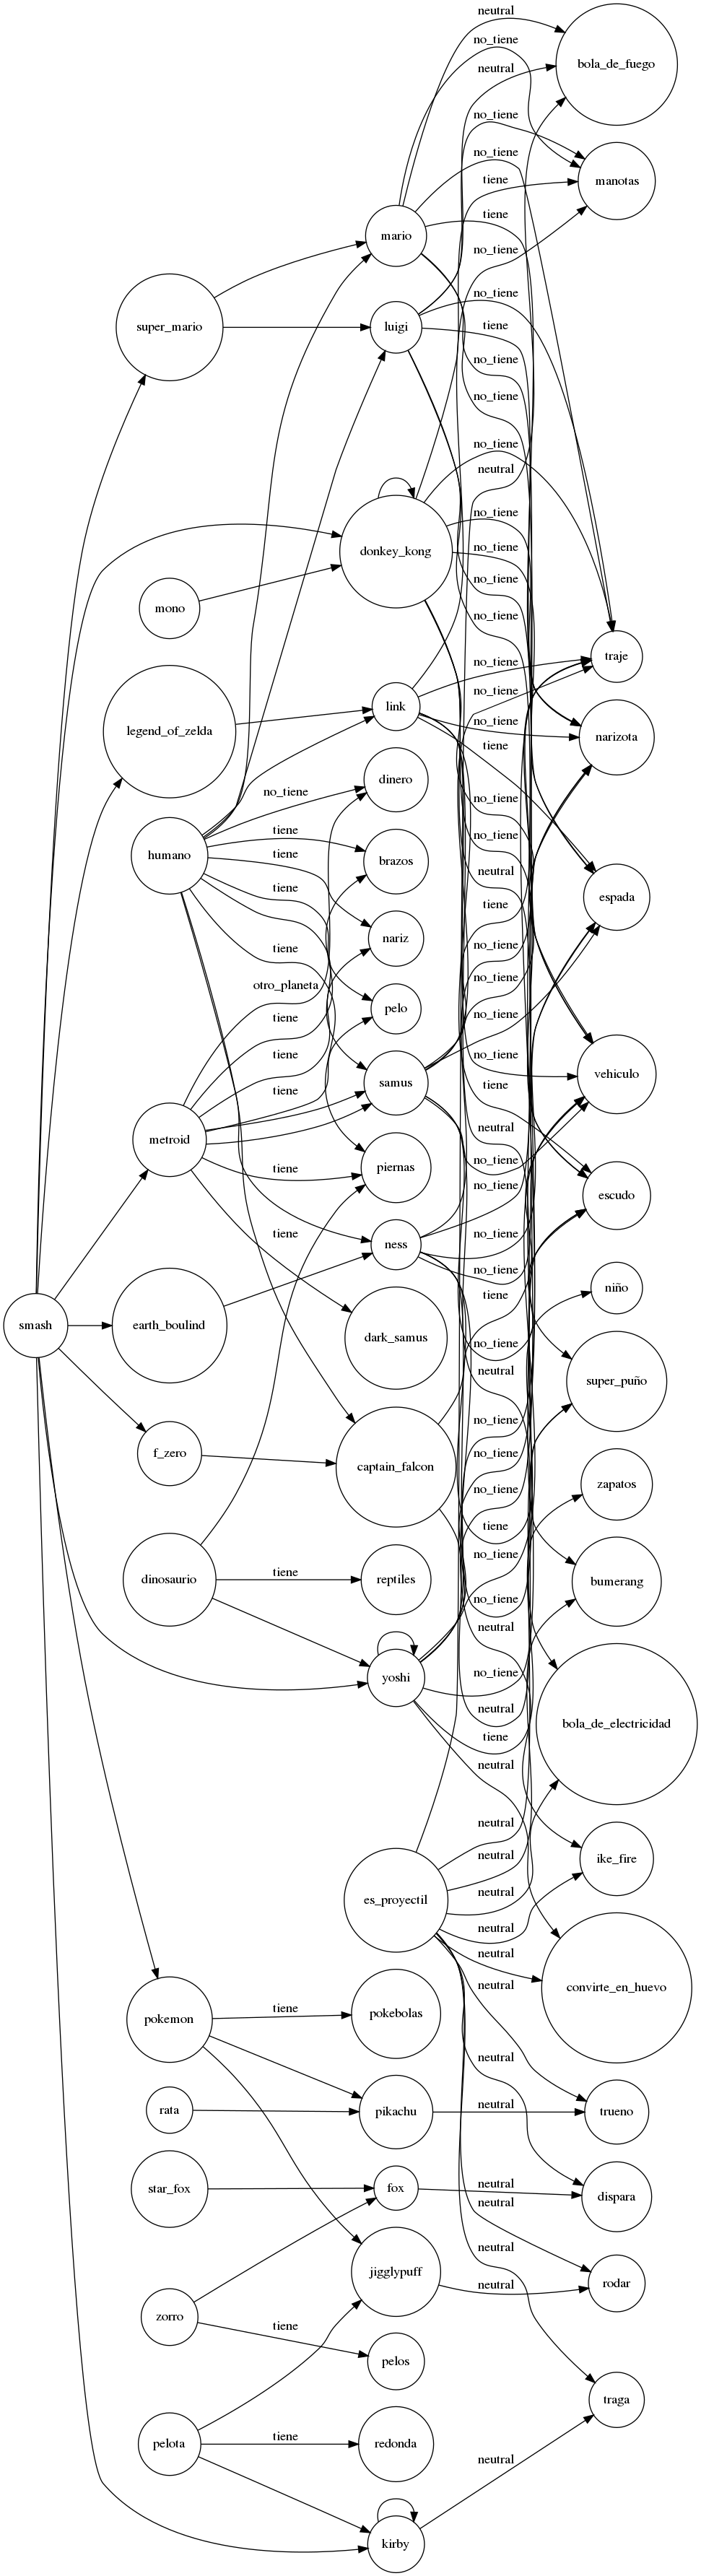 neutral
no_tiene
bola_de_fuego
neutral
no_tiene
no_tiene
manotas
tiene
tiene
mario
no_tiene
no_tiene
super_mario
luigi
tiene
no_tiene
no_tiene
no_tiene
neutral
no_tiene
donkey_kong
no_tiene
no_tiene
mono
no_tiene
no_tiene
traje
no_tiene
link
no_tiene
legend_of_zelda
narizota
tiene
dinero
no_tiene
no_tiene
tiene
no_tiene
humano
tiene
brazos
neutral
tiene
espada
tiene
nariz
no_tiene
tiene
no_tiene
otro_planeta
pelo
tiene
no_tiene
tiene
no_tiene
vehiculo
samus
tiene
tiene
neutral
metroid
no_tiene
piernas
tiene
no_tiene
escudo
tiene
no_tiene
ness
no_tiene
niño
tiene
smash
earth_boulind
dark_samus
no_tiene
neutral
super_puño
no_tiene
f_zero
no_tiene
captain_falcon
no_tiene
zapatos
tiene
no_tiene
tiene
dinosaurio
reptiles
bumerang
no_tiene
neutral
no_tiene
yoshi
neutral
bola_de_electricidad
tiene
neutral
neutral
neutral
ike_fire
neutral
es_proyectil
neutral
neutral
convirte_en_huevo
neutral
tiene
pokebolas
pokemon
neutral
rata
pikachu
trueno
neutral
neutral
star_fox
fox
dispara
neutral
neutral
jigglypuff
rodar
neutral
zorro
tiene
pelos
traga
tiene
pelota
redonda
neutral
kirby